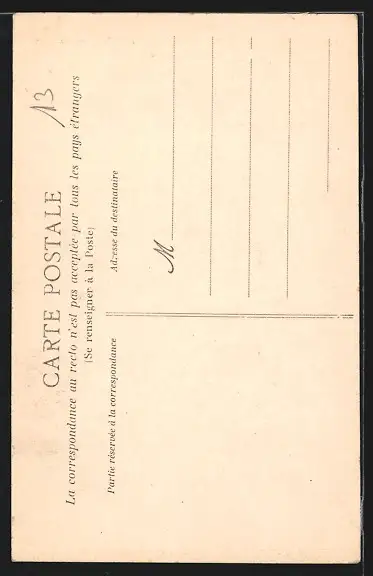 13
CARTE POSTALE
La correspondance au recto n'est pas acceptée par tous les pays étrangers
(Se renseigner à la Poste)
Partie réservée à la correspondance
Adresse du destinataire
M